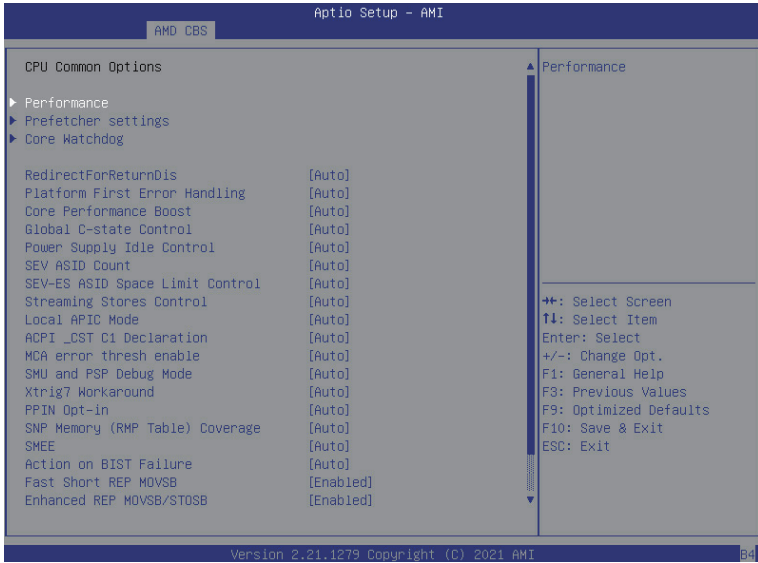 Aptio Setup – AMI
AMD CBS
CPU Common Options
Performance
Prefetcher settings
Core Watchdog
RedirectForReturnDis [Auto]
Platform First Error Handling [Auto]
Core Performance Boost [Auto]
Global C-state Control [Auto]
Power Supply Idle Control [Auto]
SEV ASID Count [Auto]
SEV-ES ASID Space Limit Control [Auto]
Streaming Stores Control [Auto]
Local APIC Mode [Auto]
ACPI _CST C1 Declaration [Auto]
MCA error thresh enable [Auto]
SMU and PSP Debug Mode [Auto]
Xtrig7 Workaround [Auto]
PPIN Opt-in [Auto]
SNP Memory (RMP Table) Coverage [Auto]
SMEE [Auto]
Action on BIST Failure [Auto]
Fast Short REP MOVSB [Enabled]
Enhanced REP MOVSB/STOSB [Enabled]
Performance
→←: Select Screen
↑↓: Select Item
Enter: Select
+/-: Change Opt.
F1: General Help
F3: Previous Values
F9: Optimized Defaults
F10: Save & Exit
ESC: Exit
Version 2.21.1279 Copyright (C) 2021 AMI
B4